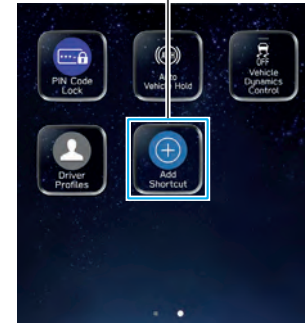 PIN Code
Lock
Auto
Vehicle Hold
OFF
Vehicle
Dynamics
Control
Driver
Profiles
Add
Shortcut